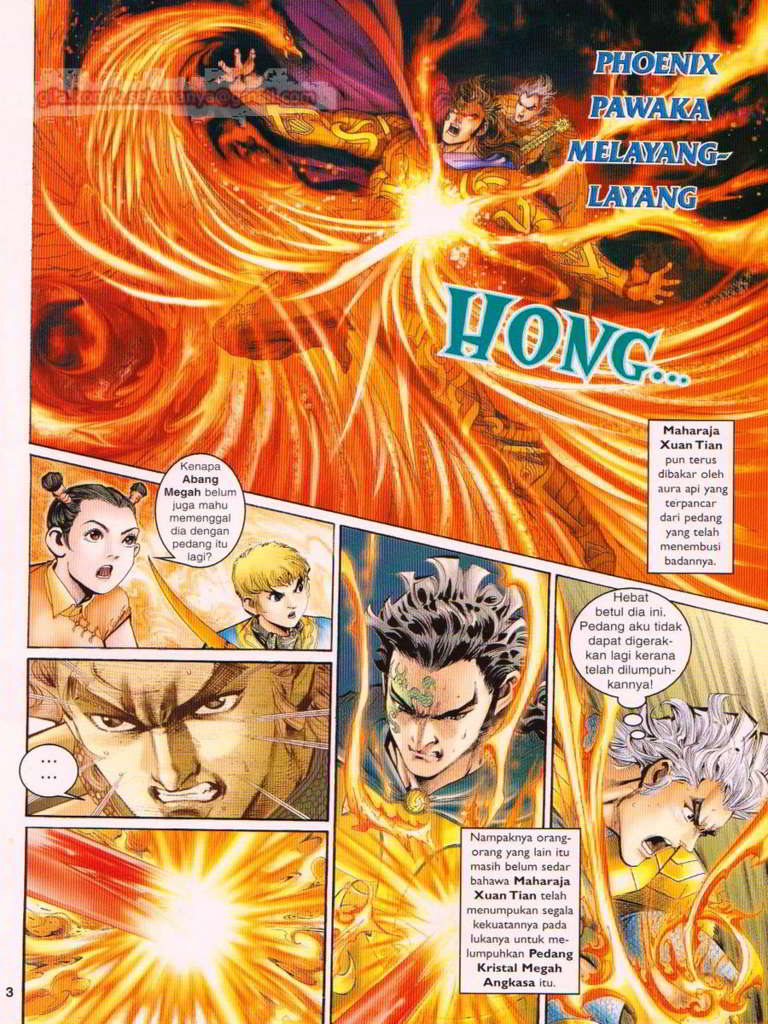 PHOENIX
PAWAKA
MELAYANG-
LAYANG
HONG...
Maharaja
Xuan Tian
pun terus
dibakar oleh
aura api yang
terpancar
dari pedang
yang telah
menembusi
badannya.
Kenapa
Abang
Megah belum
juga mahu
memenggal
dia dengan
pedang itu
lagi?
Hebat
betul dia ini.
Pedang aku tidak
dapat digerak-
kan lagi kerana
telah dilumpuh-
kannya!
...
...
Nampaknya orang-
orang yang lain itu
masih belum sedar
bahawa Maharaja
Xuan Tian telah
menumpukan segala
kekuatannya pada
lukanya untuk me-
lumpuhkan Pedang
Kristal Megah
Angkasa itu.
3